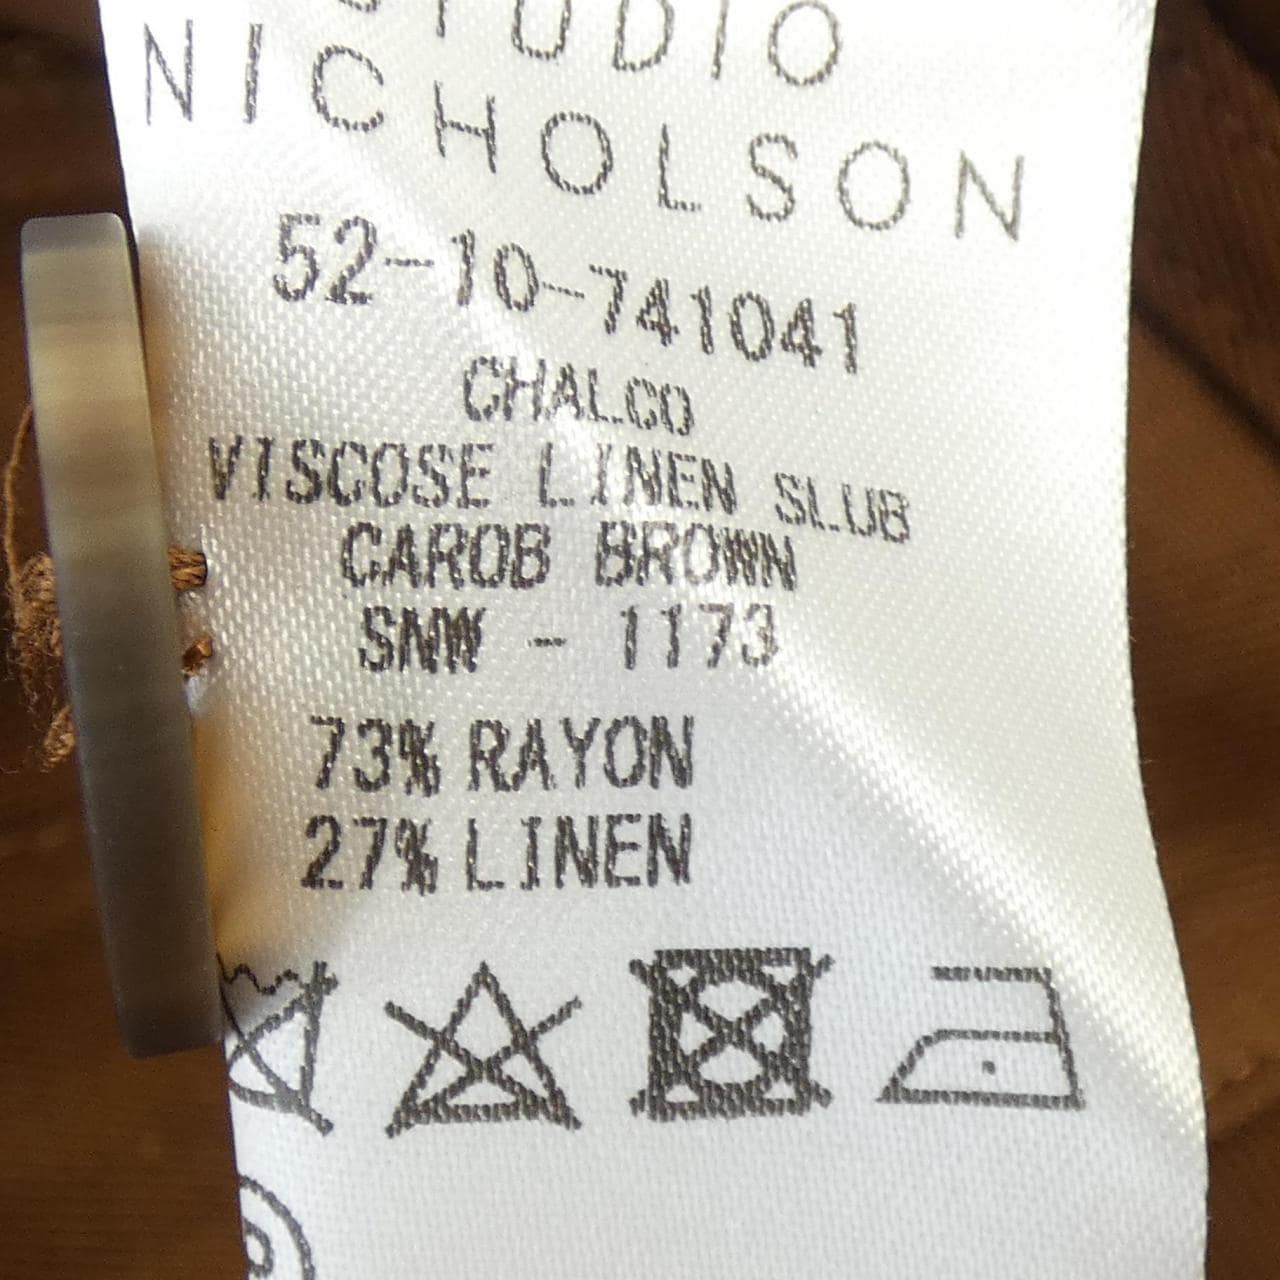 STUDIO
NICHOLSON
52-10-741041
CHALCO
VISCOSE LINEN SLUB
CAROB BROWN
SNW - 1173
73% RAYON
27% LINEN
P